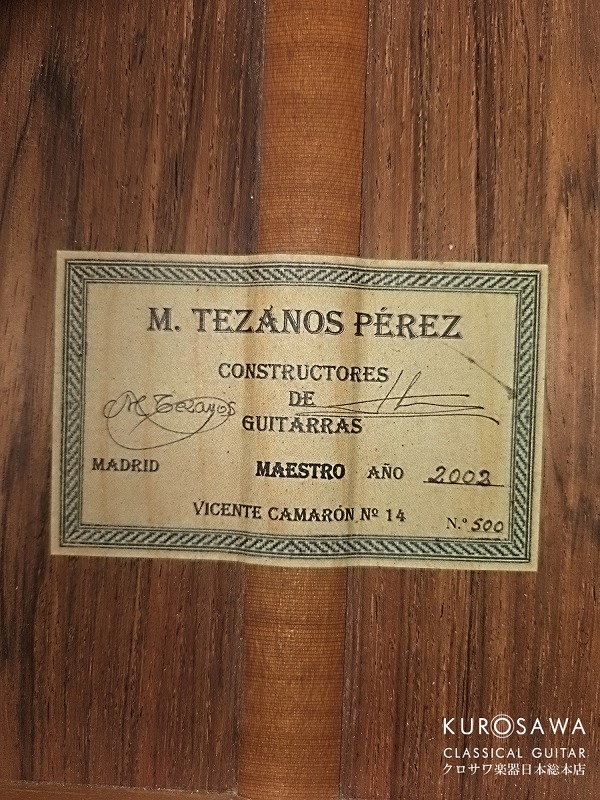 M. TEZANOS PÉREZ
CONSTRUCTORES
DE
GUITARRAS
M Tezanos
MADRID MAESTRO AÑO 2002
VICENTE CAMARÓN Nº 14
N.º 500
KUROSAWA
CLASSICAL GUITAR
クロサワ楽器日本総本店